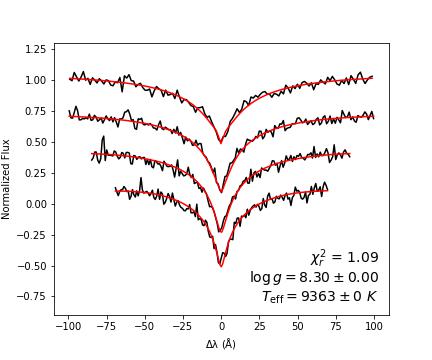 1.25
1.00
0.75
0.50
0.25
0.00
−0.25
−0.50
−0.75
Normalized Flux
χ²ᵣ = 1.09
log g = 8.30 ± 0.00
T_eff = 9363 ± 0 K
−100 −75 −50 −25 0 25 50 75 100
Δλ (Å)